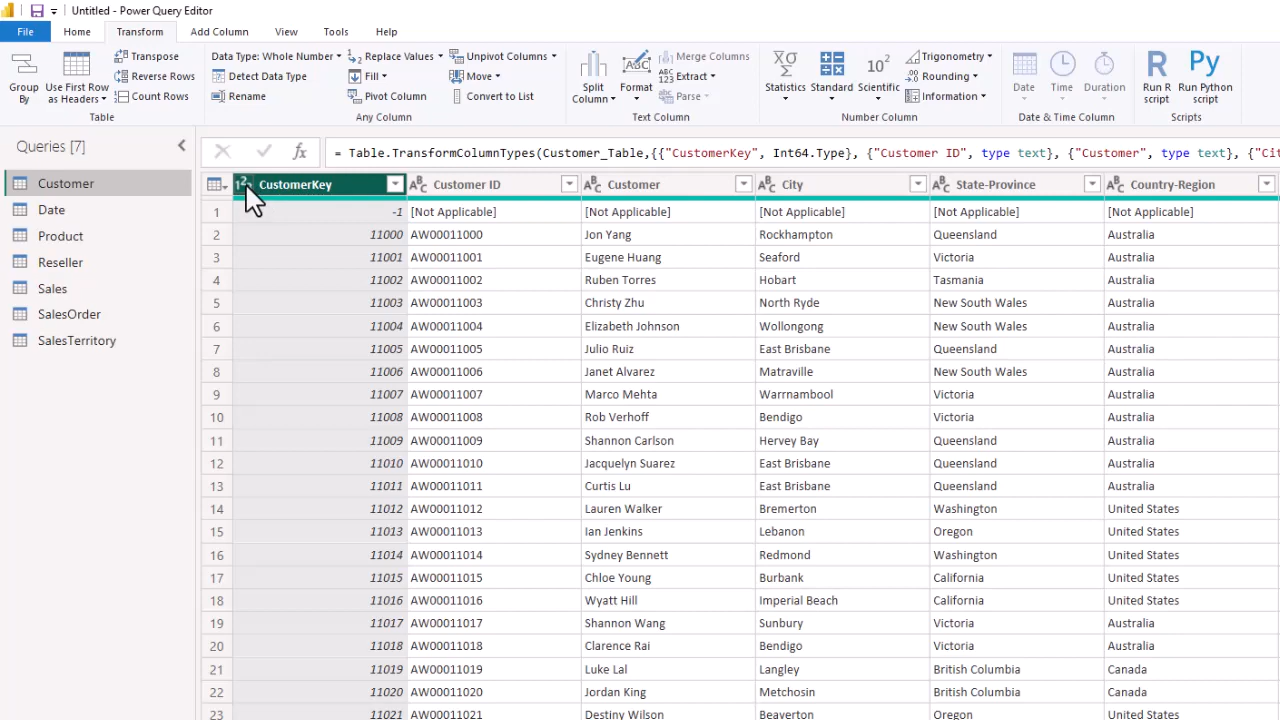 Untitled - Power Query Editor
File Home Transform Add Column View Tools Help
Group By
Use First Row as Headers
Transpose
Reverse Rows
Count Rows
Table
Data Type: Whole Number
Detect Data Type
Rename
Replace Values
Fill
Pivot Column
Unpivot Columns
Move
Convert to List
Any Column
Split Column
Format
Merge Columns
Extract
Parse
Text Column
Statistics
Standard
Scientific
Trigonometry
Rounding
Information
Number Column
Date
Time
Duration
Date & Time Column
Run R script
Run Python script
Scripts
Queries [7]
= Table.TransformColumnTypes(Customer_Table,{{"CustomerKey", Int64.Type}, {"Customer ID", type text}, {"Customer", type text}, {"Cit
Customer
Date
Product
Reseller
Sales
SalesOrder
SalesTerritory
CustomerKey Customer ID Customer City State-Province Country-Region
1 -1 [Not Applicable] [Not Applicable] [Not Applicable] [Not Applicable] [Not Applicable]
2 11000 AW00011000 Jon Yang Rockhampton Queensland Australia
3 11001 AW00011001 Eugene Huang Seaford Victoria Australia
4 11002 AW00011002 Ruben Torres Hobart Tasmania Australia
5 11003 AW00011003 Christy Zhu North Ryde New South Wales Australia
6 11004 AW00011004 Elizabeth Johnson Wollongong New South Wales Australia
7 11005 AW00011005 Julio Ruiz East Brisbane Queensland Australia
8 11006 AW00011006 Janet Alvarez Matraville New South Wales Australia
9 11007 AW00011007 Marco Mehta Warrnambool Victoria Australia
10 11008 AW00011008 Rob Verhoff Bendigo Victoria Australia
11 11009 AW00011009 Shannon Carlson Hervey Bay Queensland Australia
12 11010 AW00011010 Jacquelyn Suarez East Brisbane Queensland Australia
13 11011 AW00011011 Curtis Lu East Brisbane Queensland Australia
14 11012 AW00011012 Lauren Walker Bremerton Washington United States
15 11013 AW00011013 Ian Jenkins Lebanon Oregon United States
16 11014 AW00011014 Sydney Bennett Redmond Washington United States
17 11015 AW00011015 Chloe Young Burbank California United States
18 11016 AW00011016 Wyatt Hill Imperial Beach California United States
19 11017 AW00011017 Shannon Wang Sunbury Victoria Australia
20 11018 AW00011018 Clarence Rai Bendigo Victoria Australia
21 11019 AW00011019 Luke Lal Langley British Columbia Canada
22 11020 AW00011020 Jordan King Metchosin British Columbia Canada
23 11021 AW00011021 Destiny Wilson Beaverton Oregon United States